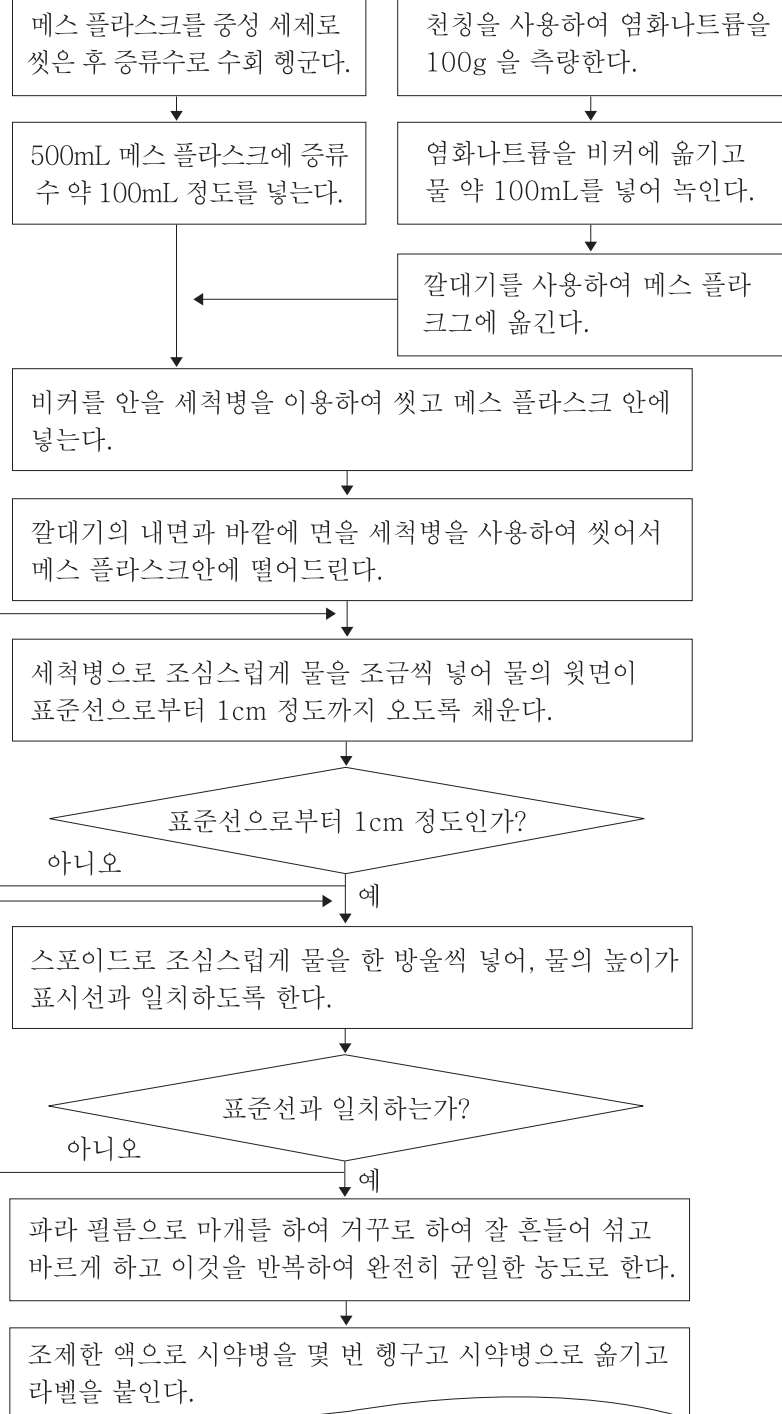 메스 플라스크를 중성 세제로
씻은 후 증류수로 수회 헹군다.
천칭을 사용하여 염화나트륨을
100g 을 측량한다.
500mL 메스 플라스크에 증류
수 약 100mL 정도를 넣는다.
염화나트륨을 비커에 옮기고
물 약 100mL를 넣어 녹인다.
깔대기를 사용하여 메스 플라
크그에 옮긴다.
비커를 안을 세척병을 이용하여 씻고 메스 플라스크 안에
넣는다.
깔대기의 내면과 바깥에 면을 세척병을 사용하여 씻어서
메스 플라스크안에 떨어드린다.
세척병으로 조심스럽게 물을 조금씩 넣어 물의 윗면이
표준선으로부터 1cm 정도까지 오도록 채운다.
표준선으로부터 1cm 정도인가?
아니오
예
스포이드로 조심스럽게 물을 한 방울씩 넣어, 물의 높이가
표시선과 일치하도록 한다.
표준선과 일치하는가?
아니오
예
파라 필름으로 마개를 하여 거꾸로 하여 잘 흔들어 섞고
바르게 하고 이것을 반복하여 완전히 균일한 농도로 한다.
조제한 액으로 시약병을 몇 번 헹구고 시약병으로 옮기고
라벨을 붙인다.